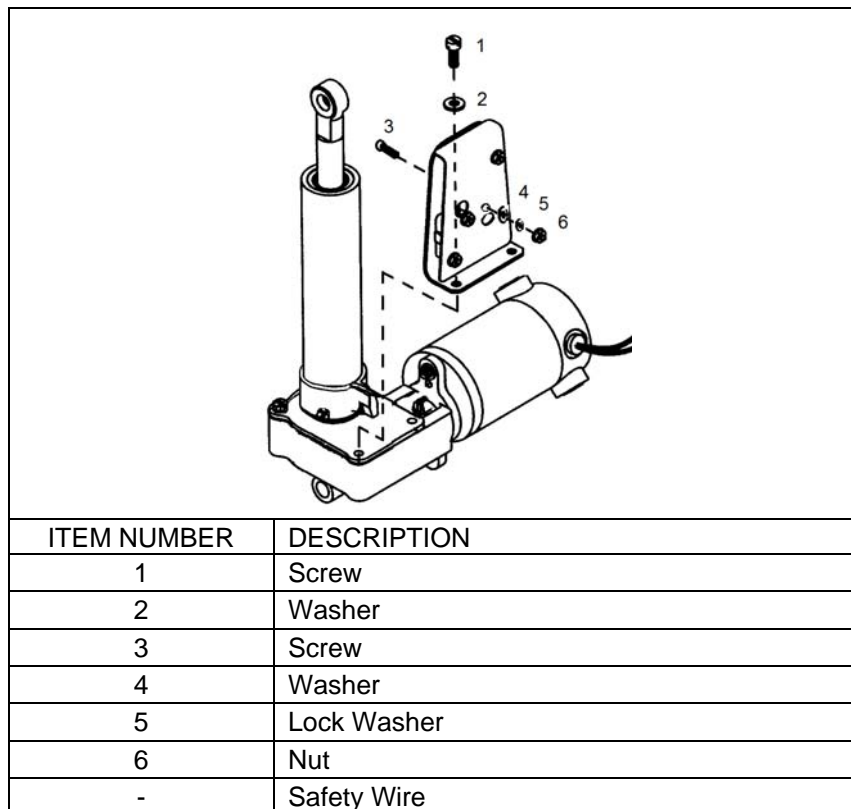 1
2
3
4
5
6
ITEM NUMBER DESCRIPTION
1 Screw
2 Washer
3 Screw
4 Washer
5 Lock Washer
6 Nut
- Safety Wire